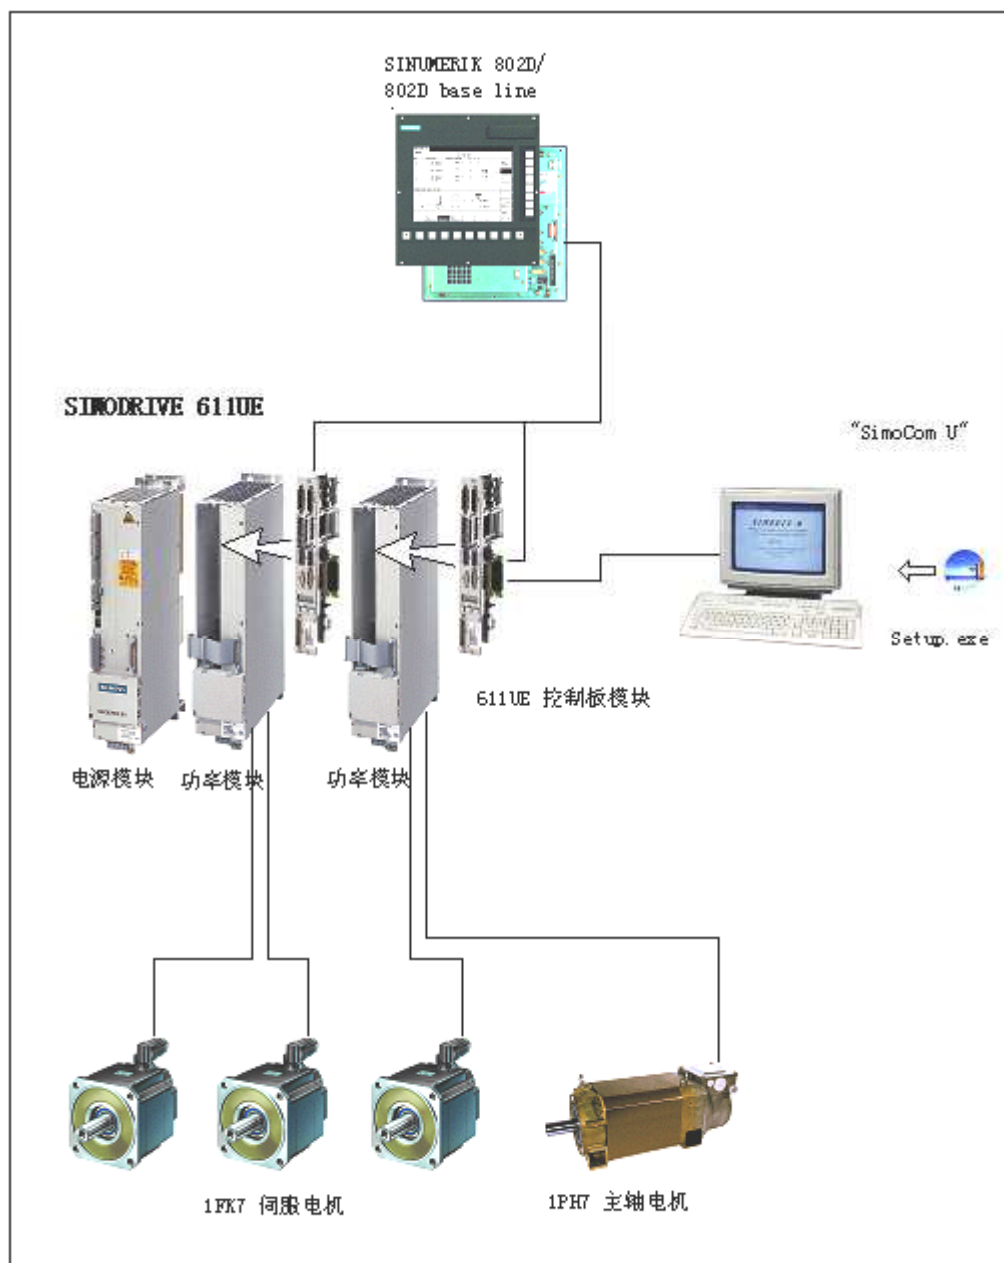 SINUMERIK 802D/
802D base line
SIMODRIVE 611UE
"SimoCom U"
Setup.exe
611UE 控制板模块
电源模块
功率模块
功率模块
1FK7 伺服电机
1PH7 主轴电机